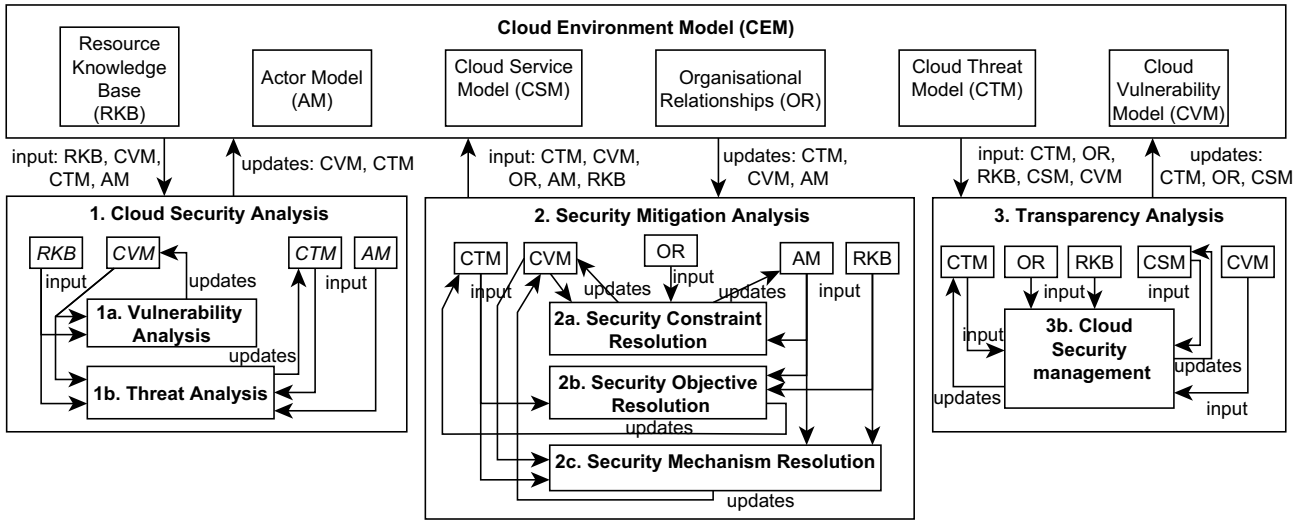 Cloud Environment Model (CEM)
Resource
Knowledge
Base
(RKB)
Actor Model
(AM)
Cloud Service
Model (CSM)
Organisational
Relationships (OR)
Cloud Threat
Model (CTM)
Cloud
Vulnerability
Model (CVM)
input: RKB, CVM,
CTM, AM
updates: CVM, CTM
input: CTM, CVM,
OR, AM, RKB
updates: CTM,
CVM, AM
input: CTM, OR,
RKB, CSM, CVM
updates:
CTM, OR, CSM
1. Cloud Security Analysis
RKB
CVM
CTM
AM
input
updates
input
1a. Vulnerability
Analysis
updates
1b. Threat Analysis
2. Security Mitigation Analysis
CTM
CVM
OR
AM
RKB
input
updates
input
updates
input
2a. Security Constraint
Resolution
2b. Security Objective
Resolution
updates
2c. Security Mechanism Resolution
updates
3. Transparency Analysis
CTM
OR
RKB
CSM
CVM
input
input
input
3b. Cloud
Security
management
updates
updates
input